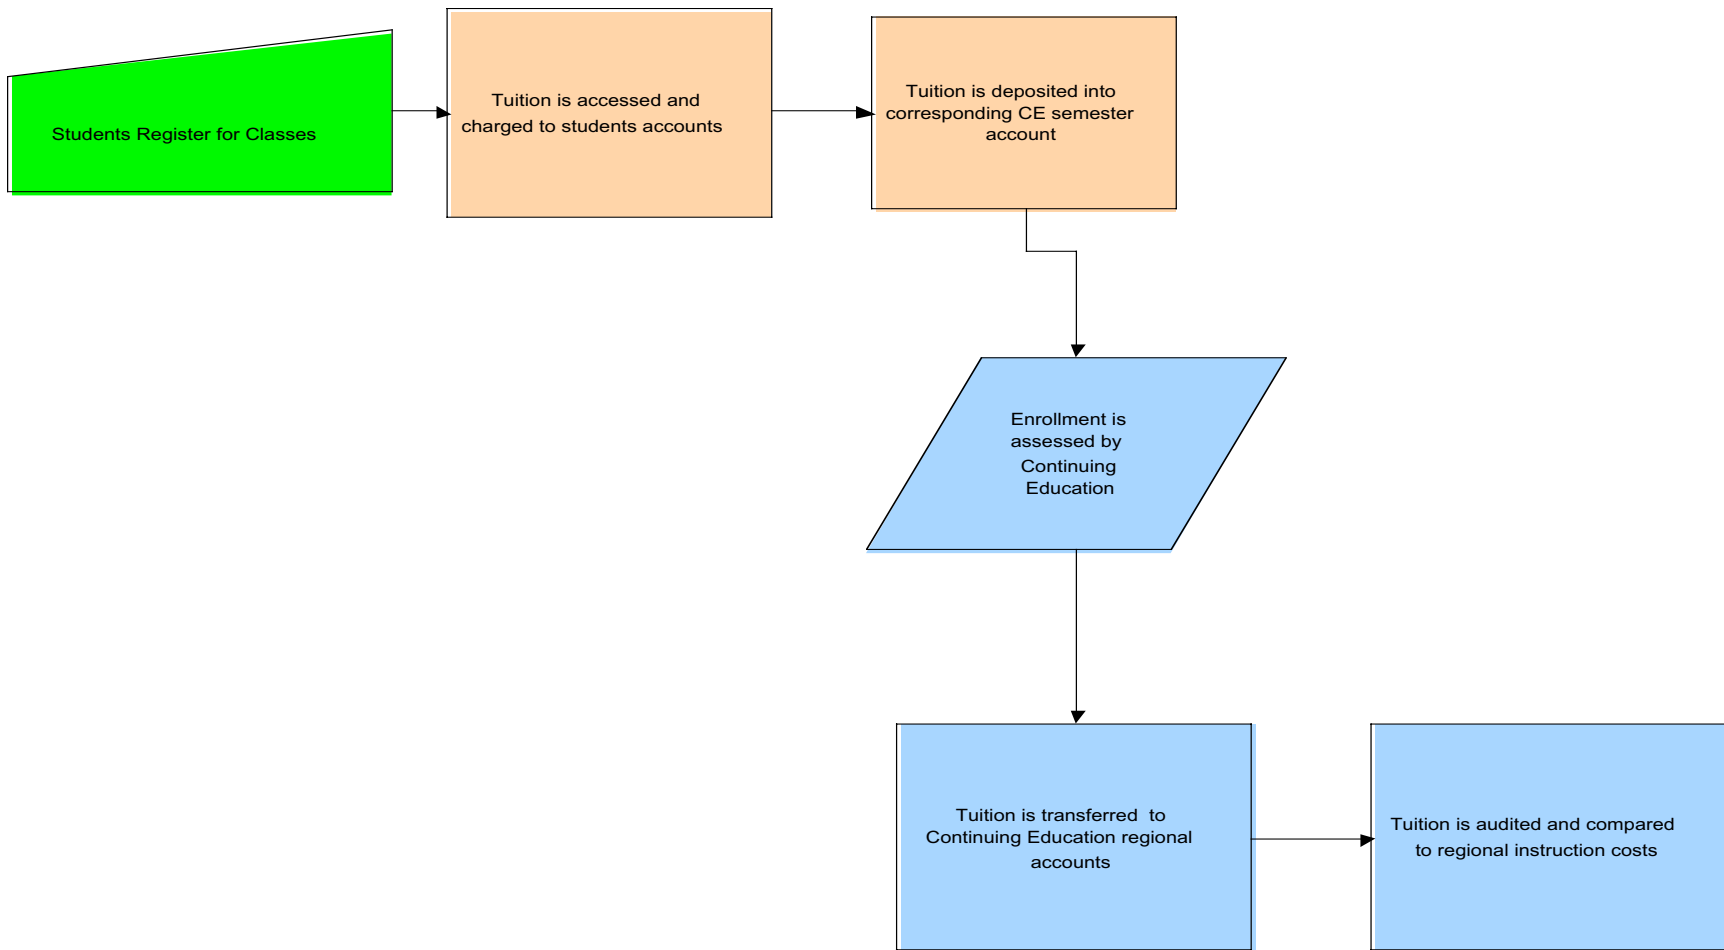 Students Register for Classes
Tuition is accessed and
charged to students accounts
Tuition is deposited into
corresponding CE semester
account
Enrollment is
assessed by
Continuing
Education
Tuition is transferred to
Continuing Education regional
accounts
Tuition is audited and compared
to regional instruction costs